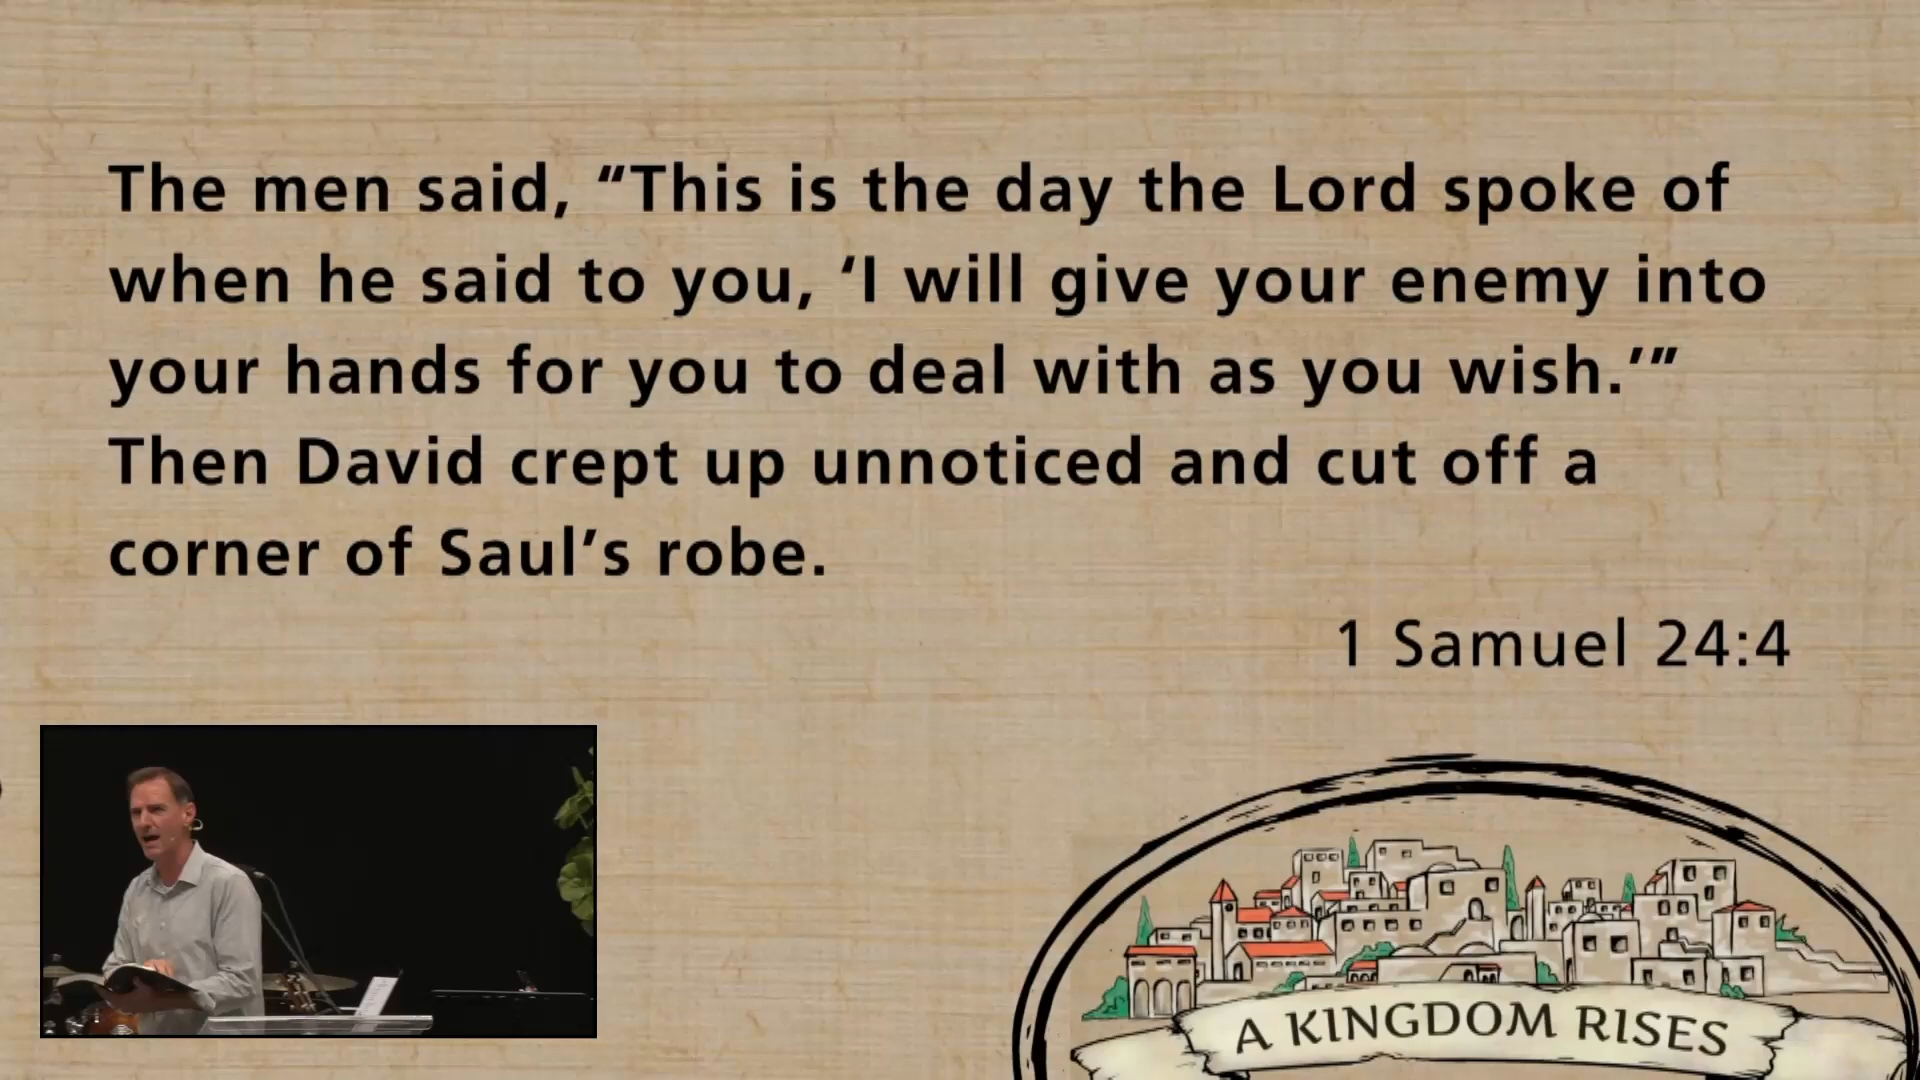 The men said, “This is the day the Lord spoke of
when he said to you, ‘I will give your enemy into
your hands for you to deal with as you wish.’”
Then David crept up unnoticed and cut off a
corner of Saul’s robe.
1 Samuel 24:4
A KINGDOM RISES